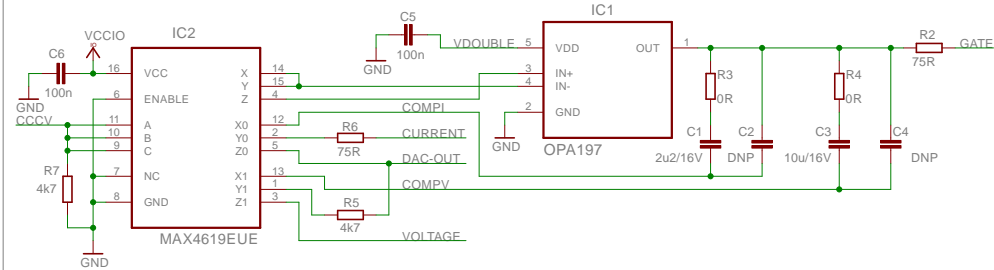 C6
100n
GND
VCCIO
IC2
16 VCC
6 ENABLE
11 A
10 B
9 C
7 NC
8 GND
X 14
Y 15
Z 4
X0 12
Y0 2
Z0 5
X1 13
Y1 1
Z1 3
MAX4619EUE
CCCV
R7
4k7
GND
C5
100n
GND
VDOUBLE
IC1
5 VDD
3 IN+
4 IN-
2 GND
OUT 1
OPA197
GND
COMPI
R6
75R
CURRENT
DAC-OUT
COMPV
R5
4k7
VOLTAGE
R3
0R
R4
0R
R2
75R
GATE
C1
2u2/16V
C2
DNP
C3
10u/16V
C4
DNP